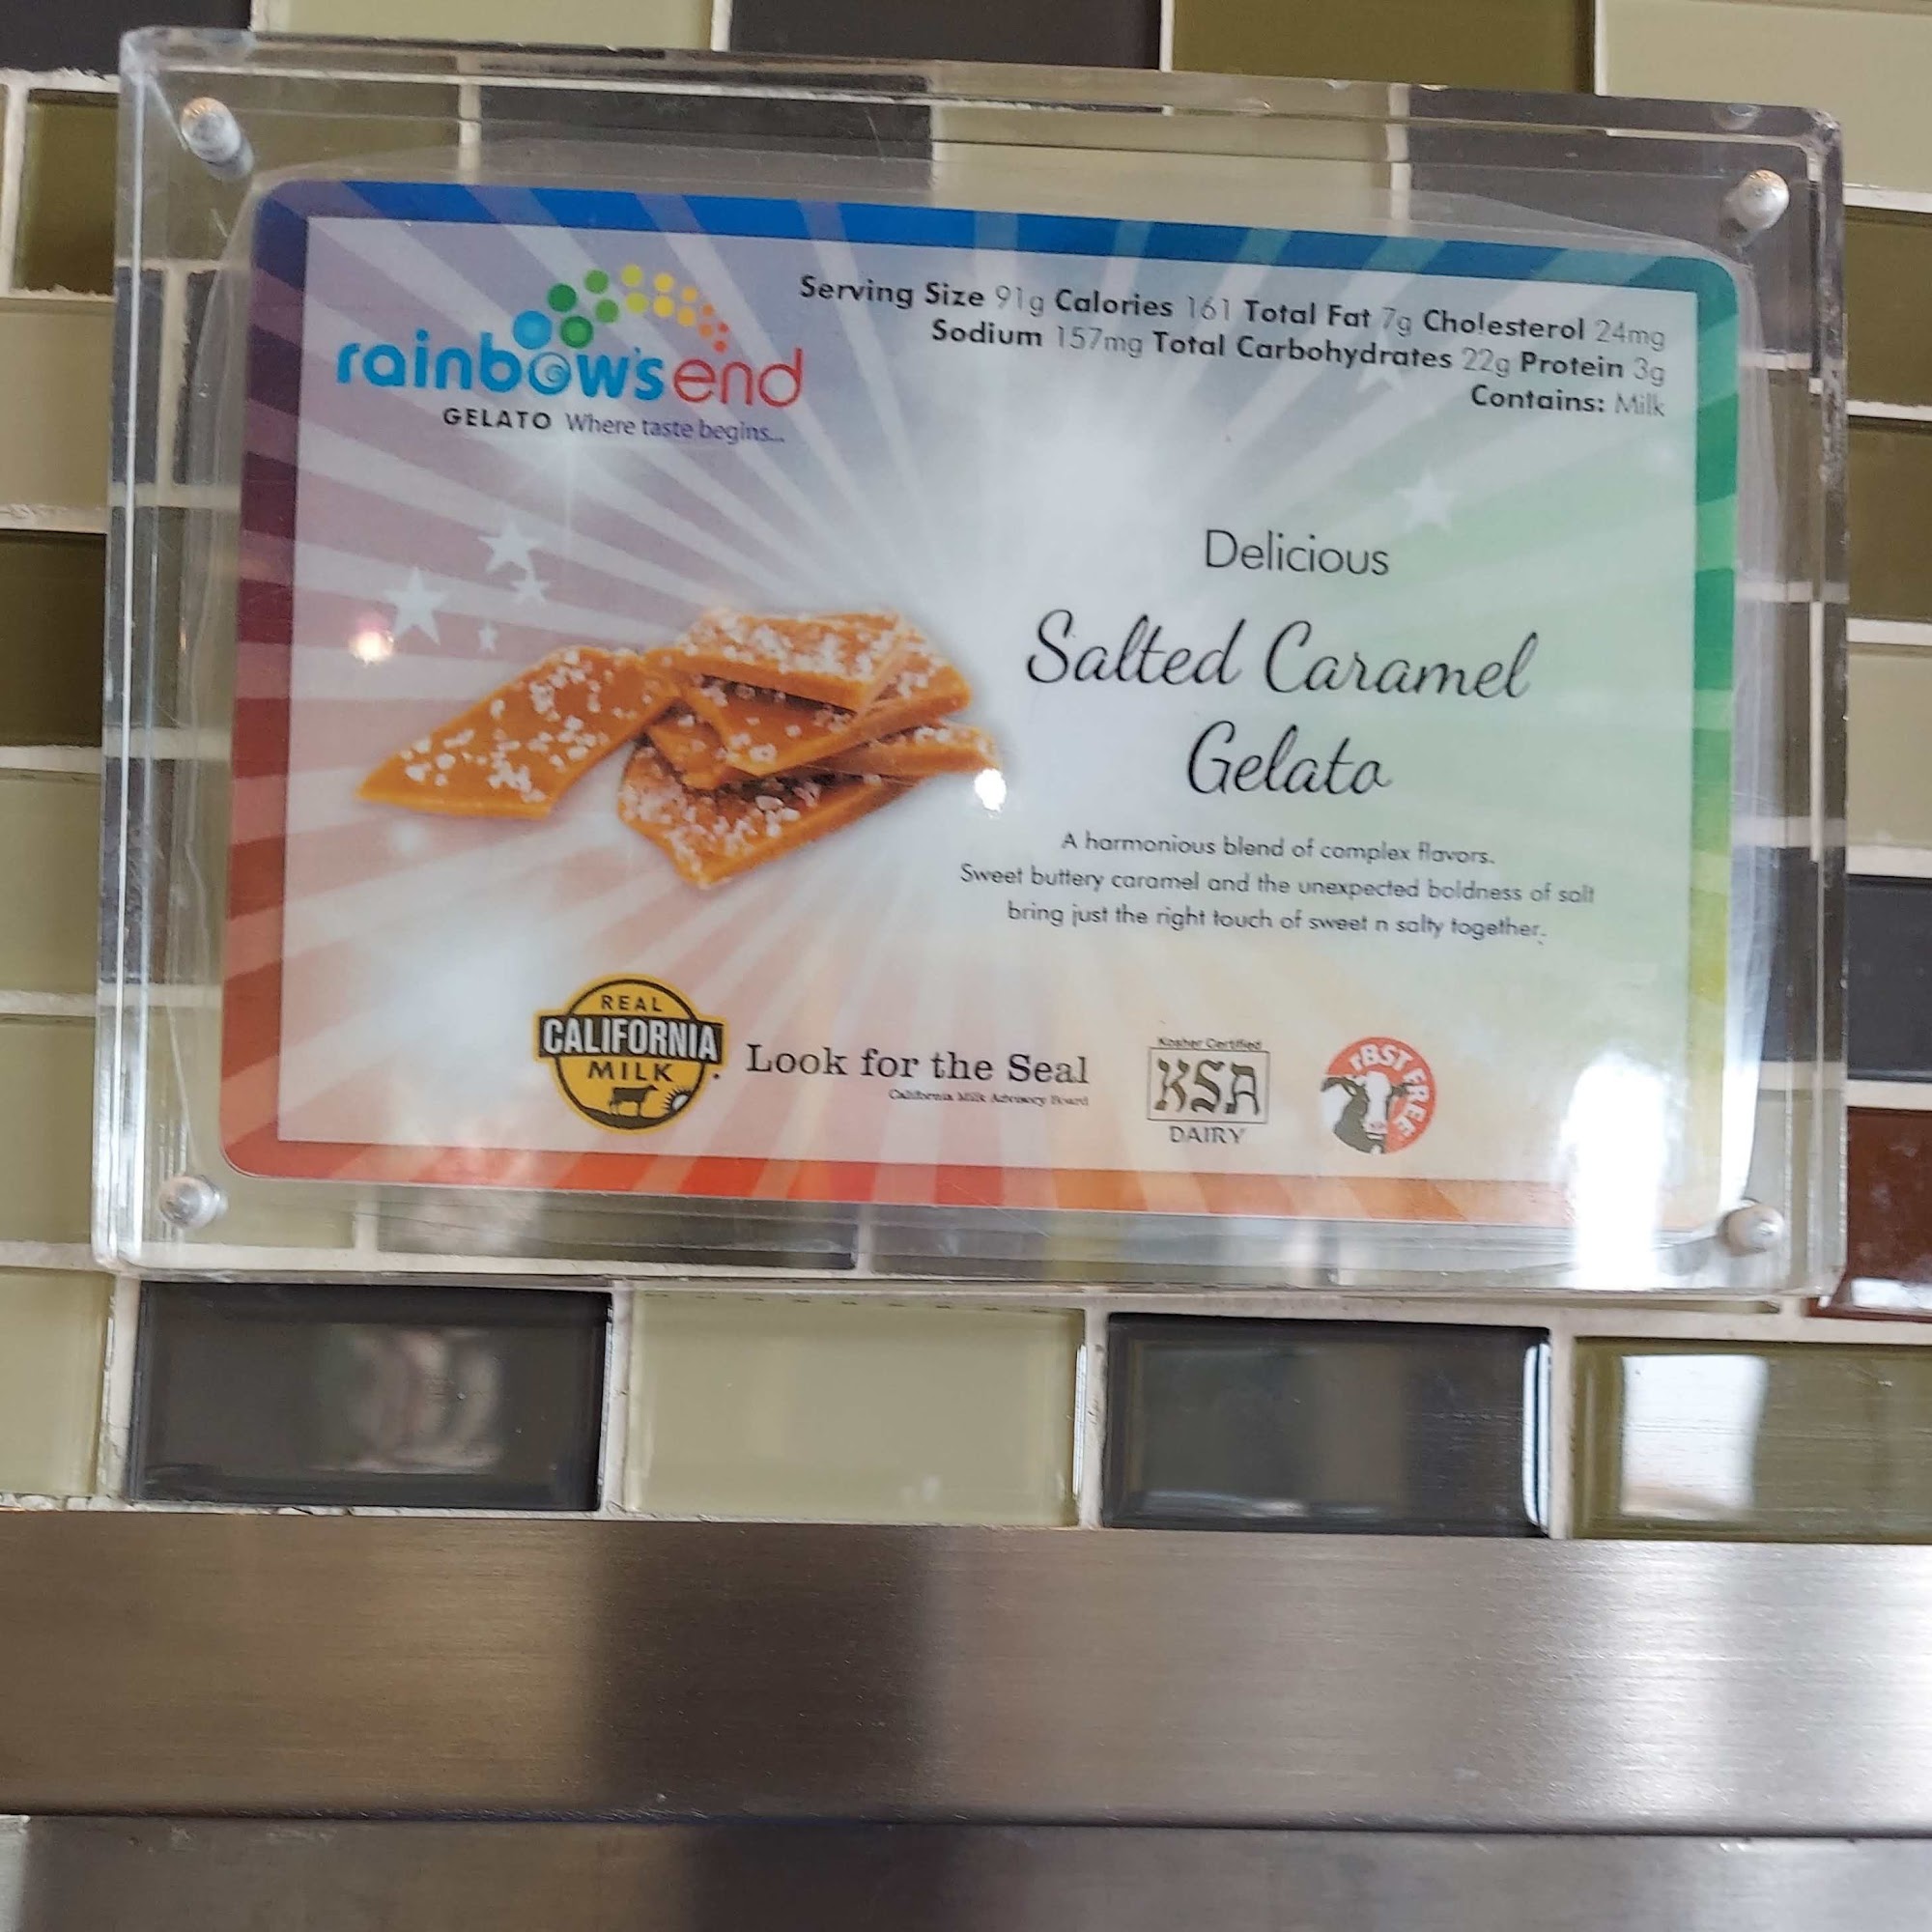 rainbow's end
GELATO Where taste begins...
Serving Size 91g Calories 161 Total Fat 7g Cholesterol 24mg
Sodium 157mg Total Carbohydrates 22g Protein 3g
Contains: Milk
Delicious
Salted Caramel
Gelato
A harmonious blend of complex flavors.
Sweet buttery caramel and the unexpected boldness of salt
bring just the right touch of sweet n salty together.
REAL
CALIFORNIA
MILK
Look for the Seal
California Milk Advisory Board
Kosher Certified
KSA
DAIRY
rBST FREE